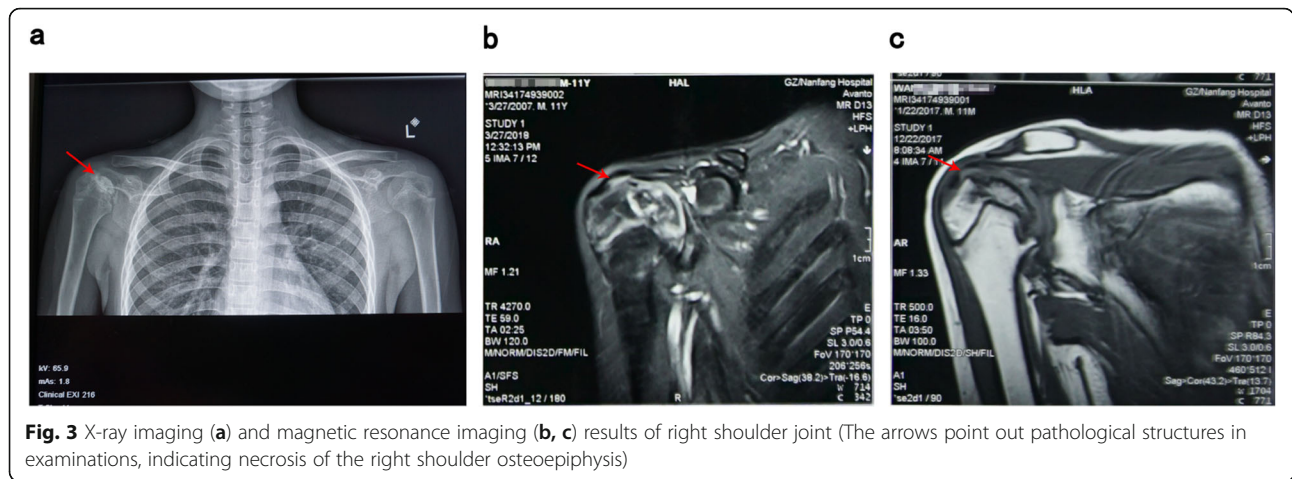 a
b
c
L
kV: 65.9
mAs: 1.8
Clinical EXI 216
M-11Y
MRI34174939002
*3/27/2007, M, 11Y
STUDY 1
3/27/2018
12:32:13 PM
5 IMA 7 / 12
HAL
GZ/Nanfang Hospital
Avanto
MR D13
HFS
+LPH
RA
MF 1.21
1cm
TR 4270.0
TE 59.0
TA 02:25
BW 120.0
M/NORM/DIS2D/FM/FIL
A1/SFS
SH
*tseR2d1_12 / 180
R
E
TP 0
SP P54.4
SL 3.0/0.6
FoV 170*170
206*256s
Cor>Sag(38.2)>Tra(-16.6)
W 714
C 342
*tse2d1 / 90
C 771
MRI34174939001
*1/22/2017, M, 11M
STUDY 1
12/22/2017
8:08:34 AM
4 IMA 7 / 1
HLA
GZ/Nanfang Hospital
Avanto
MR D13
HFS
+LPH
AR
MF 1.33
1cm
TR 500.0
TE 16.0
TA 03:50
BW 100.0
M/NORM/DIS2D/SH/FIL
A1
SH
*se2d1 / 90
E
TP 0
SP R84.3
SL 3.0/0.6
FoV 170*170
460*512 I
Sag>Cor(43.2)>Tra(13.7)
W 1704
C 771
Fig. 3 X-ray imaging (a) and magnetic resonance imaging (b, c) results of right shoulder joint (The arrows point out pathological structures in
examinations, indicating necrosis of the right shoulder osteoepiphysis)